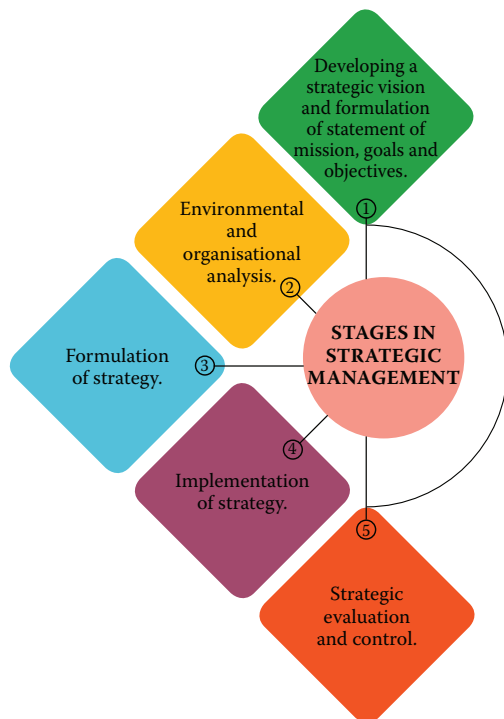 Developing a
strategic vision
and formulation
of statement of
mission, goals and
objectives.
1
Environmental
and
organisational
analysis.
2
STAGES IN
STRATEGIC
MANAGEMENT
Formulation
of strategy.
3
4
Implementation
of strategy.
5
Strategic
evaluation
and control.